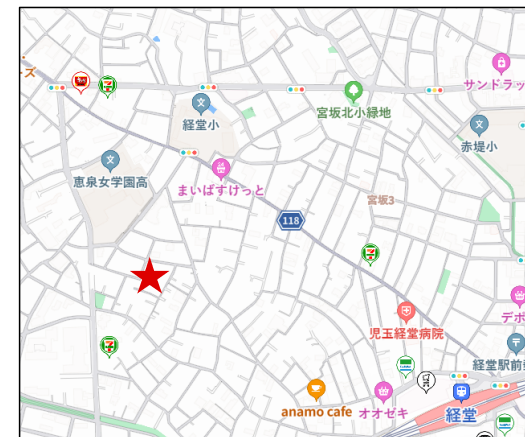 ーズ
サンドラッ
宮坂北小緑地
経堂小
赤堤小
恵泉女学園高
まいばすけっと
宮坂3
118
デポ
児玉経堂病院
経堂駅前
anamo cafe
オオゼキ
経堂